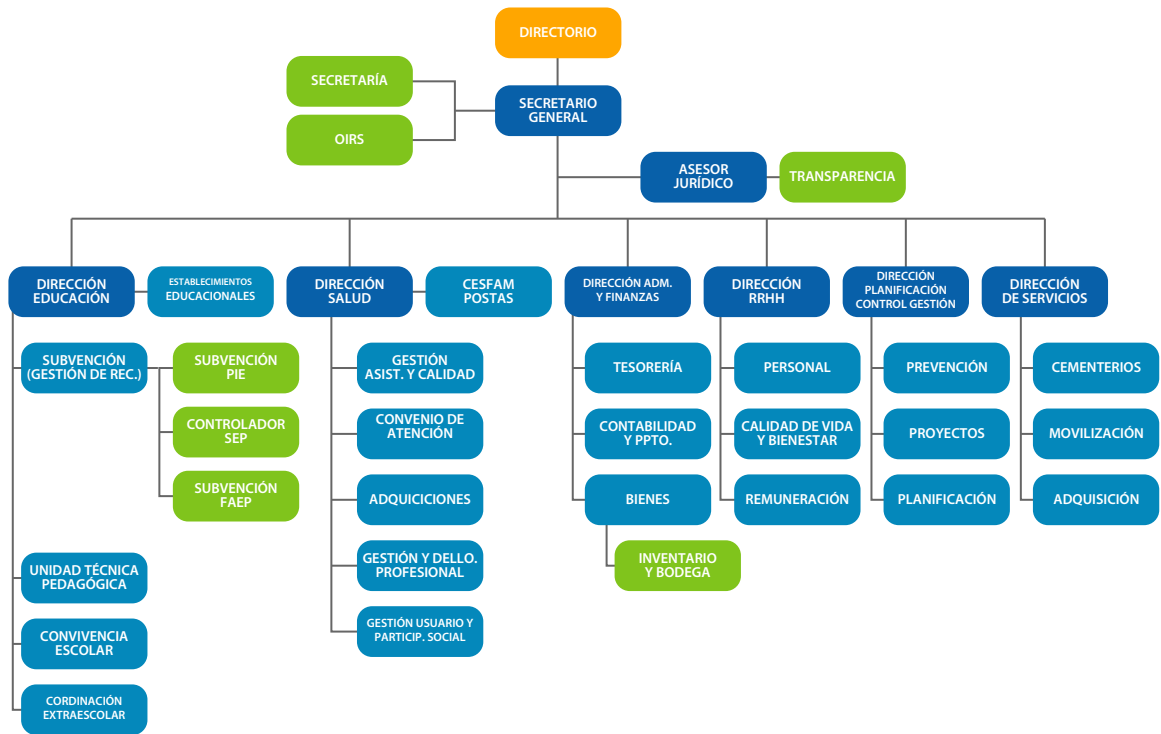 DIRECTORIO
SECRETARÍA
SECRETARIO
GENERAL
OIRS
ASESOR
JURÍDICO
TRANSPARENCIA
DIRECCIÓN
EDUCACIÓN
ESTABLECIMIENTOS
EDUCACIONALES
DIRECCIÓN
SALUD
CESFAM
POSTAS
DIRECCIÓN ADM.
Y FINANZAS
DIRECCIÓN
RRHH
DIRECCIÓN
PLANIFICACIÓN
CONTROL GESTIÓN
DIRECCIÓN
DE SERVICIOS
SUBVENCIÓN
(GESTIÓN DE REC.)
SUBVENCIÓN
PIE
GESTIÓN
ASIST. Y CALIDAD
TESORERÍA
PERSONAL
PREVENCIÓN
CEMENTERIOS
CONTROLADOR
SEP
CONVENIO DE
ATENCIÓN
CONTABILIDAD
Y PPTO.
CALIDAD DE VIDA
Y BIENESTAR
PROYECTOS
MOVILIZACIÓN
SUBVENCIÓN
FAEP
ADQUICICIONES
BIENES
REMUNERACIÓN
PLANIFICACIÓN
ADQUISICIÓN
UNIDAD TÉCNICA
PEDAGÓGICA
GESTIÓN Y DELLO.
PROFESIONAL
INVENTARIO
Y BODEGA
CONVIVENCIA
ESCOLAR
GESTIÓN USUARIO Y
PARTICIP. SOCIAL
CORDINACIÓN
EXTRAESCOLAR